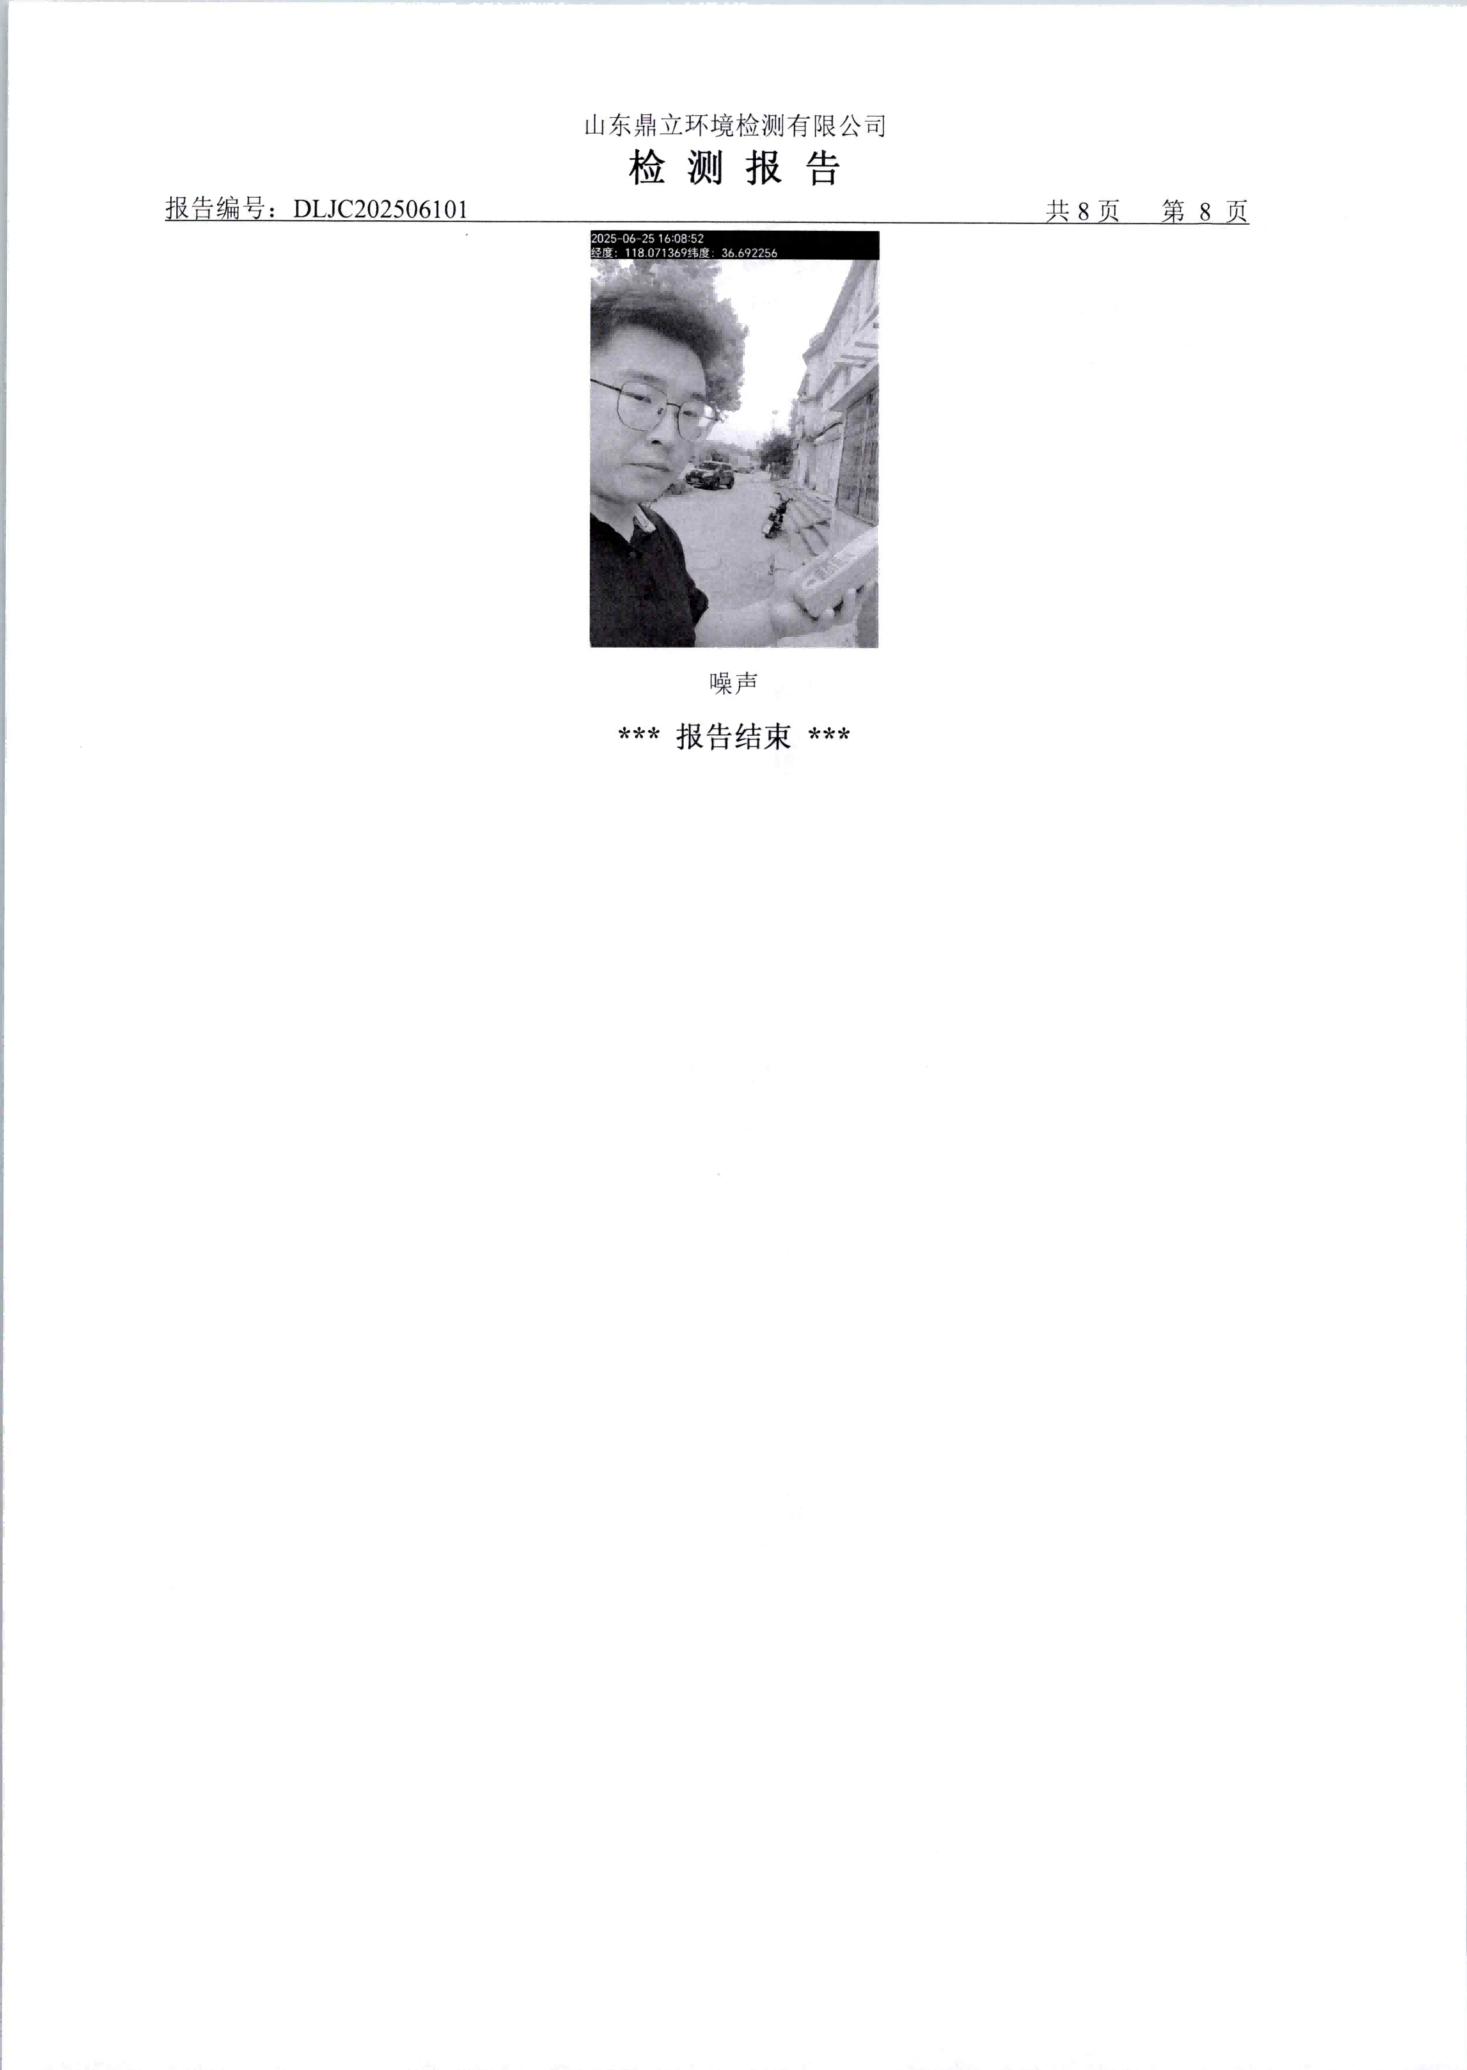 山东鼎立环境检测有限公司
检测报告
报告编号：DLJC202506101 共 8 页 第 8 页
2025-06-25 16:08:52
经度：118.071369纬度：36.692256
噪声
*** 报告结束 ***